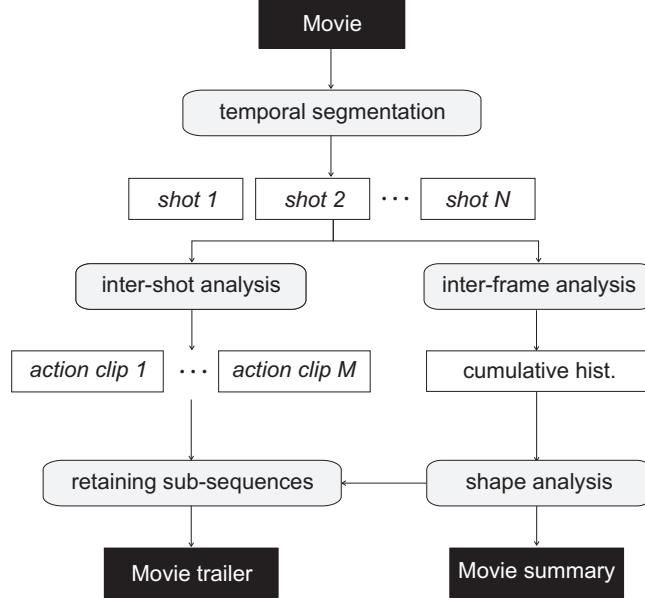 Movie
temporal segmentation
shot 1 shot 2 ... shot N
inter-shot analysis inter-frame analysis
action clip 1 ... action clip M cumulative hist.
retaining sub-sequences shape analysis
Movie trailer Movie summary